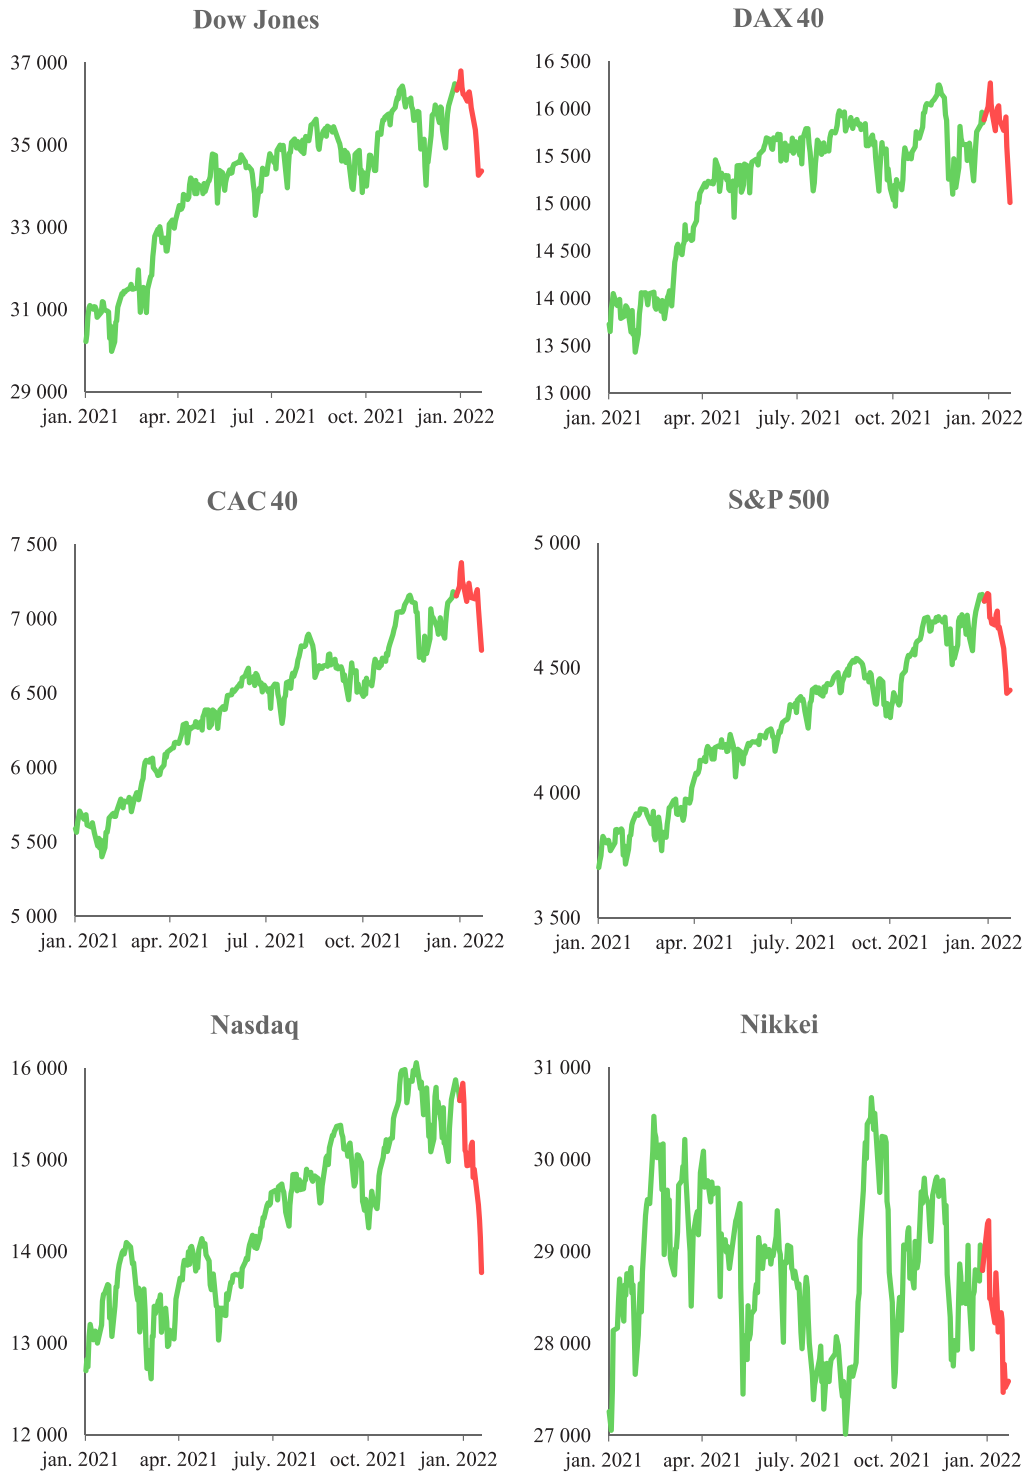 Dow Jones
37 000
35 000
33 000
31 000
29 000
jan. 2021 apr. 2021 jul . 2021 oct. 2021 jan. 2022
DAX 40
16 500
16 000
15 500
15 000
14 500
14 000
13 500
13 000
jan. 2021 apr. 2021 july. 2021 oct. 2021 jan. 2022
CAC 40
7 500
7 000
6 500
6 000
5 500
5 000
jan. 2021 apr. 2021 jul . 2021 oct. 2021 jan. 2022
S&P 500
5 000
4 500
4 000
3 500
jan. 2021 apr. 2021 july. 2021 oct. 2021 jan. 2022
Nasdaq
16 000
15 000
14 000
13 000
12 000
jan. 2021 apr. 2021 july. 2021 oct. 2021 jan. 2022
Nikkei
31 000
30 000
29 000
28 000
27 000
jan. 2021 apr. 2021 july. 2021 oct. 2021 jan. 2022